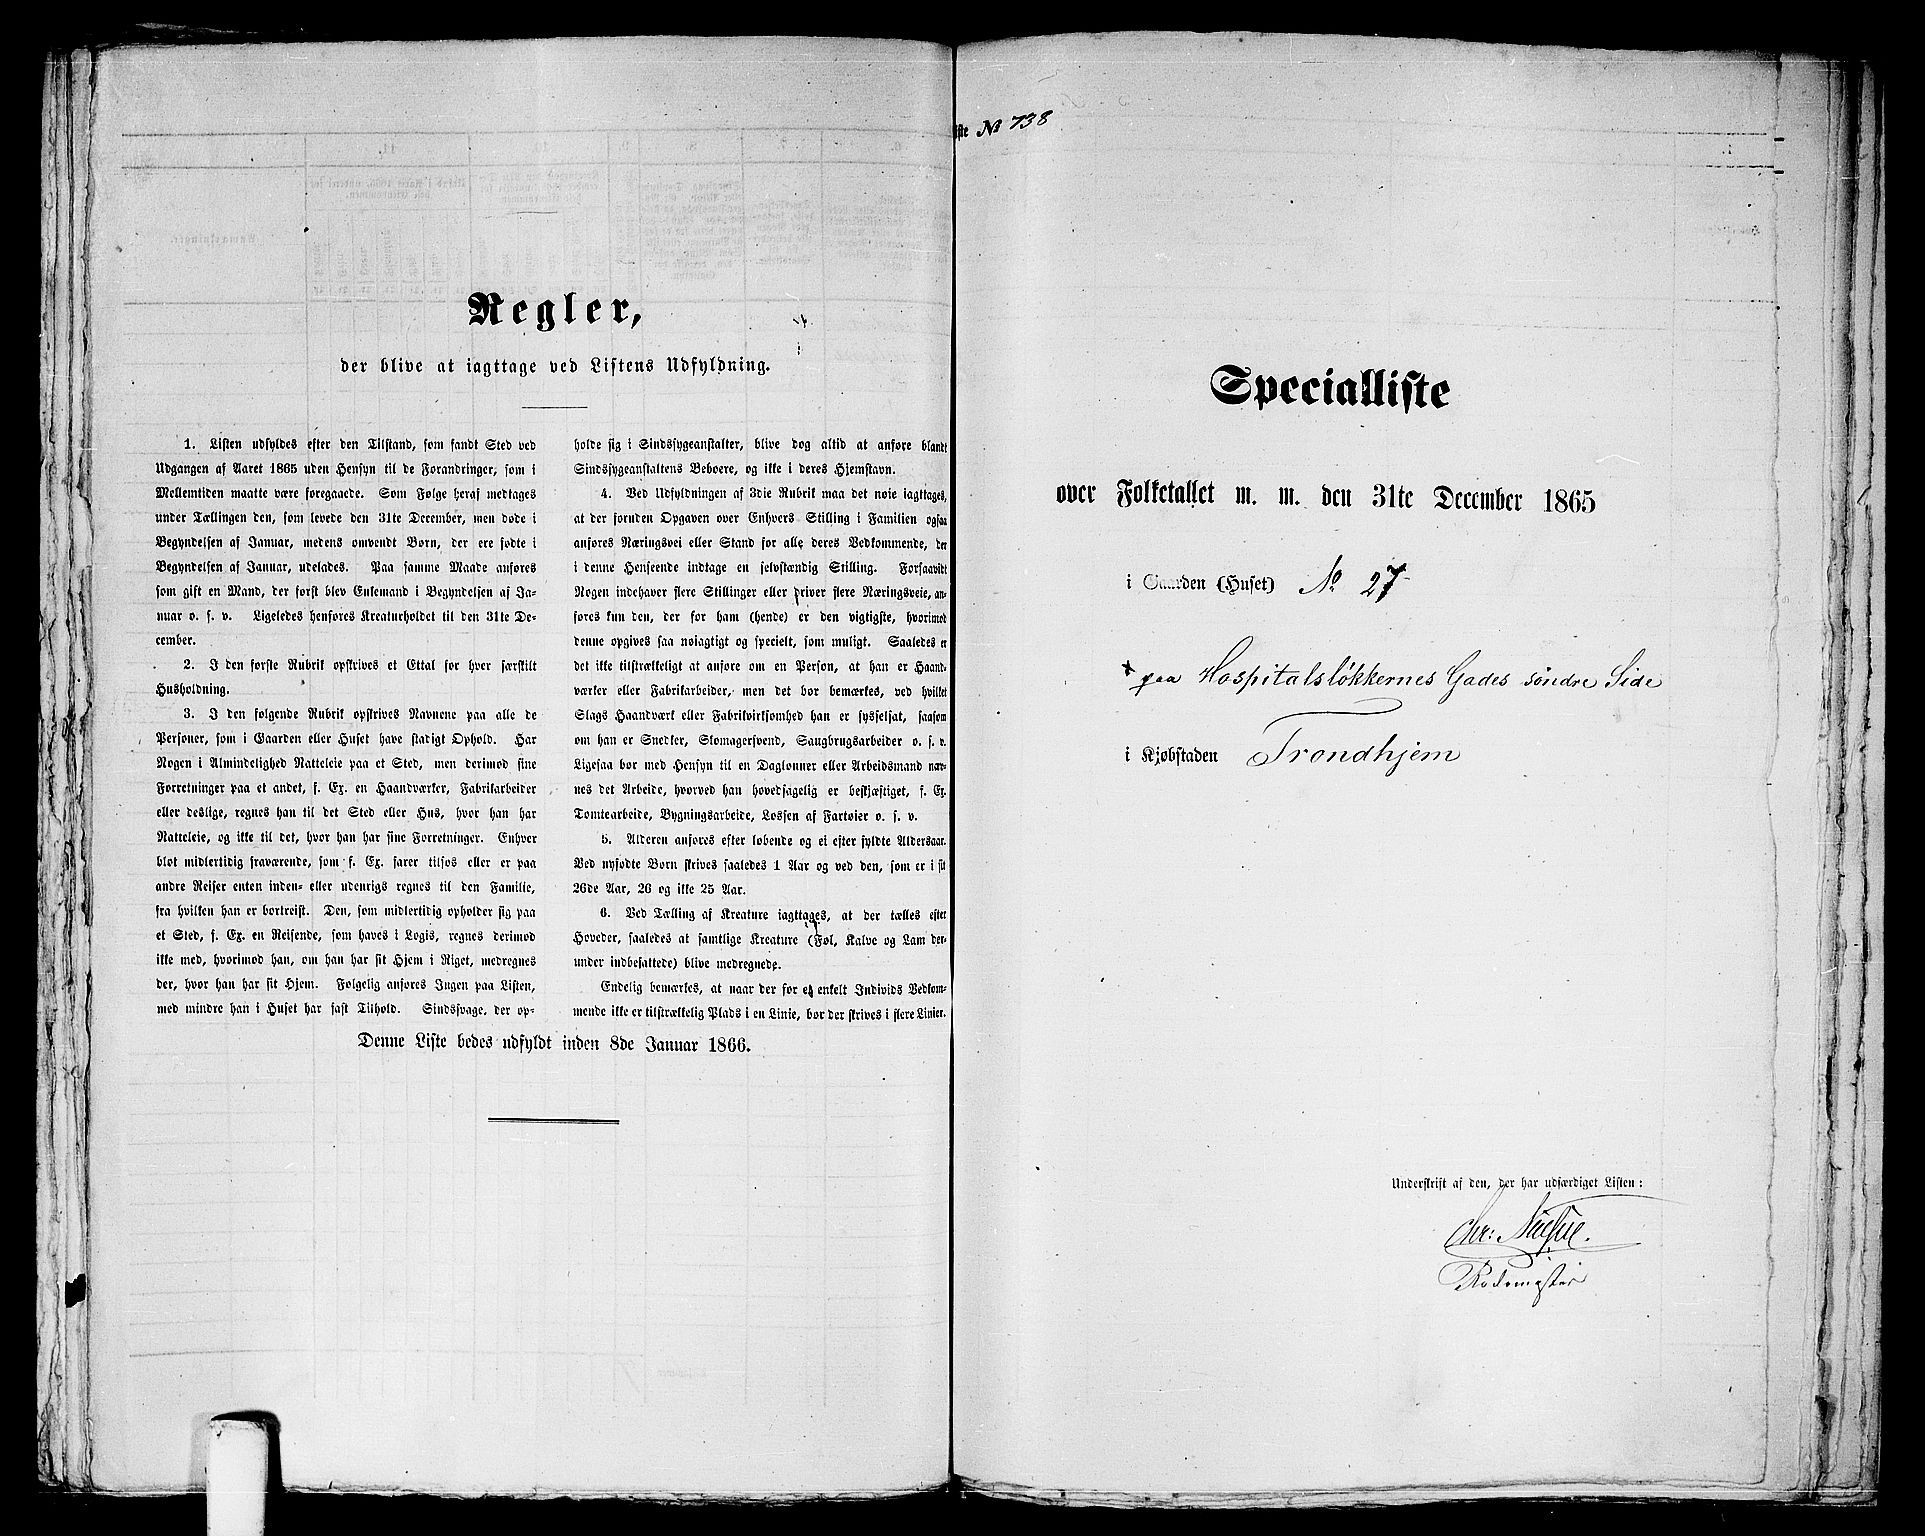 Regler,
der blive at iagttage ved Listens Udfyldning.
1. Listen udfyldes efter den Tilstand, som fandt Sted ved
Udgangen af Aaret 1865 uden Hensyn til de Forandringer, som i
Mellemtiden maatte være foregaaede. Som Følge heraf medtages
under Tællingen den, som levede den 31te December, men døde i
Begyndelsen af Januar, medens omvendt Børn, der ere fødte i
Begyndelsen af Januar, udelades. Paa samme Maade anføres
som gift en Mand, der først blev Enkemand i Begyndelsen af Ja-
nuar o. s. v. Ligeledes henføres Kreaturholdet til den 31te De-
cember.
2. I den første Rubrik opskrives et Ettal for hver særskilt
Husholdning.
3. I den følgende Rubrik opskrives Navnene paa alle de
Personer, som i Gaarden eller Huset have stadigt Ophold. Har
Nogen i Almindelighed Natteleie paa et Sted, men derimod sine
Forretninger paa et andet, f. Ex. en Haandværker, Fabrikarbeider
eller deslige, regnes han til det Sted eller Hus, hvor han har
Natteleie, og ikke til det, hvor han har sine Forretninger. Enhver
blot midlertidig fraværende, som f. Ex. farer tilsøs eller er paa
andre Reiser enten inden- eller udenrigs regnes til den Familie,
fra hvilken han er bortreist. Den, som midlertidig opholder sig paa
et Sted, f. Ex. en Reisende, som haves i Logis, regnes derimod
ikke med, hvorimod han, om han har sit Hjem i Riget, medregnes
der, hvor han har sit Hjem. Følgelig anføres Ingen paa Listen,
med mindre han i Huset har fast Tilhold. Sindssvage, der op-
holde sig i Sindssygeanstalter, blive dog altid at anføre blandt
Sindssygeanstaltens Beboere, og ikke i deres Hjemstavn.
4. Ved Udfyldningen af 3die Rubrik maa det nøie iagttages,
at der foruden Opgaven over Enhvers Stilling i Familien ogsaa
anføres Næringsvei eller Stand for alle deres Vedkommende, der
i denne Henseende indtage en selvstændig Stilling. Forsaavidt
Nogen indehaver flere Stillinger eller driver flere Næringsveie, an-
føres kun den, der for ham (hende) er den vigtigste, hvorimod
denne opgives saa nøiagtigt og specielt, som muligt. Saaledes er
det ikke tilstrækkeligt at anføre om en Person, at han er Haand-
værker eller Fabrikarbeider, men det bør bemærkes, ved hvilket
Slags Haandværk eller Fabrikvirksomhed han er sysselsat, saasom
om han er Snedker, Skomagersvend, Saugbrugsarbeider o. s. v.
Ligesaa bør med Hensyn til en Daglønner eller Arbeidsmand næv-
nes det Arbeide, hvorved han hovedsagelig er beskjæftiget, f. Ex.
Tomtearbeide, Bygningsarbeide, Lossen af Fartøier o. s. v.
5. Alderen anføres efter løbende og ei efter fyldte Aldersaar.
Ved nyfødte Børn skrives saaledes 1 Aar og ved den, som er i sit
26de Aar, 26 og ikke 25 Aar.
6. Ved Tælling af Kreature iagttages, at der tælles efter
Hoveder, saaledes at samtlige Kreature (Føl, Kalve og Lam der-
under indbefattede) blive medregnede.
Endelig bemærkes, at naar der for et enkelt Individs Vedkom-
mende ikke er tilstrækkelig Plads i en Linie, bør der skrives i flere Linier.
Denne Liste bedes udfyldt inden 8de Januar 1866.
iste No 738
Specialliste
over Folketallet m. m. den 31te December 1865
i Gaarden (Huset) No 27
paa Hospitalsløkkernes Gades søndre Side
i Kjøbstaden Trondhjem
Underskrift af den, der har udfærdiget Listen:
Chr:
Rodemester